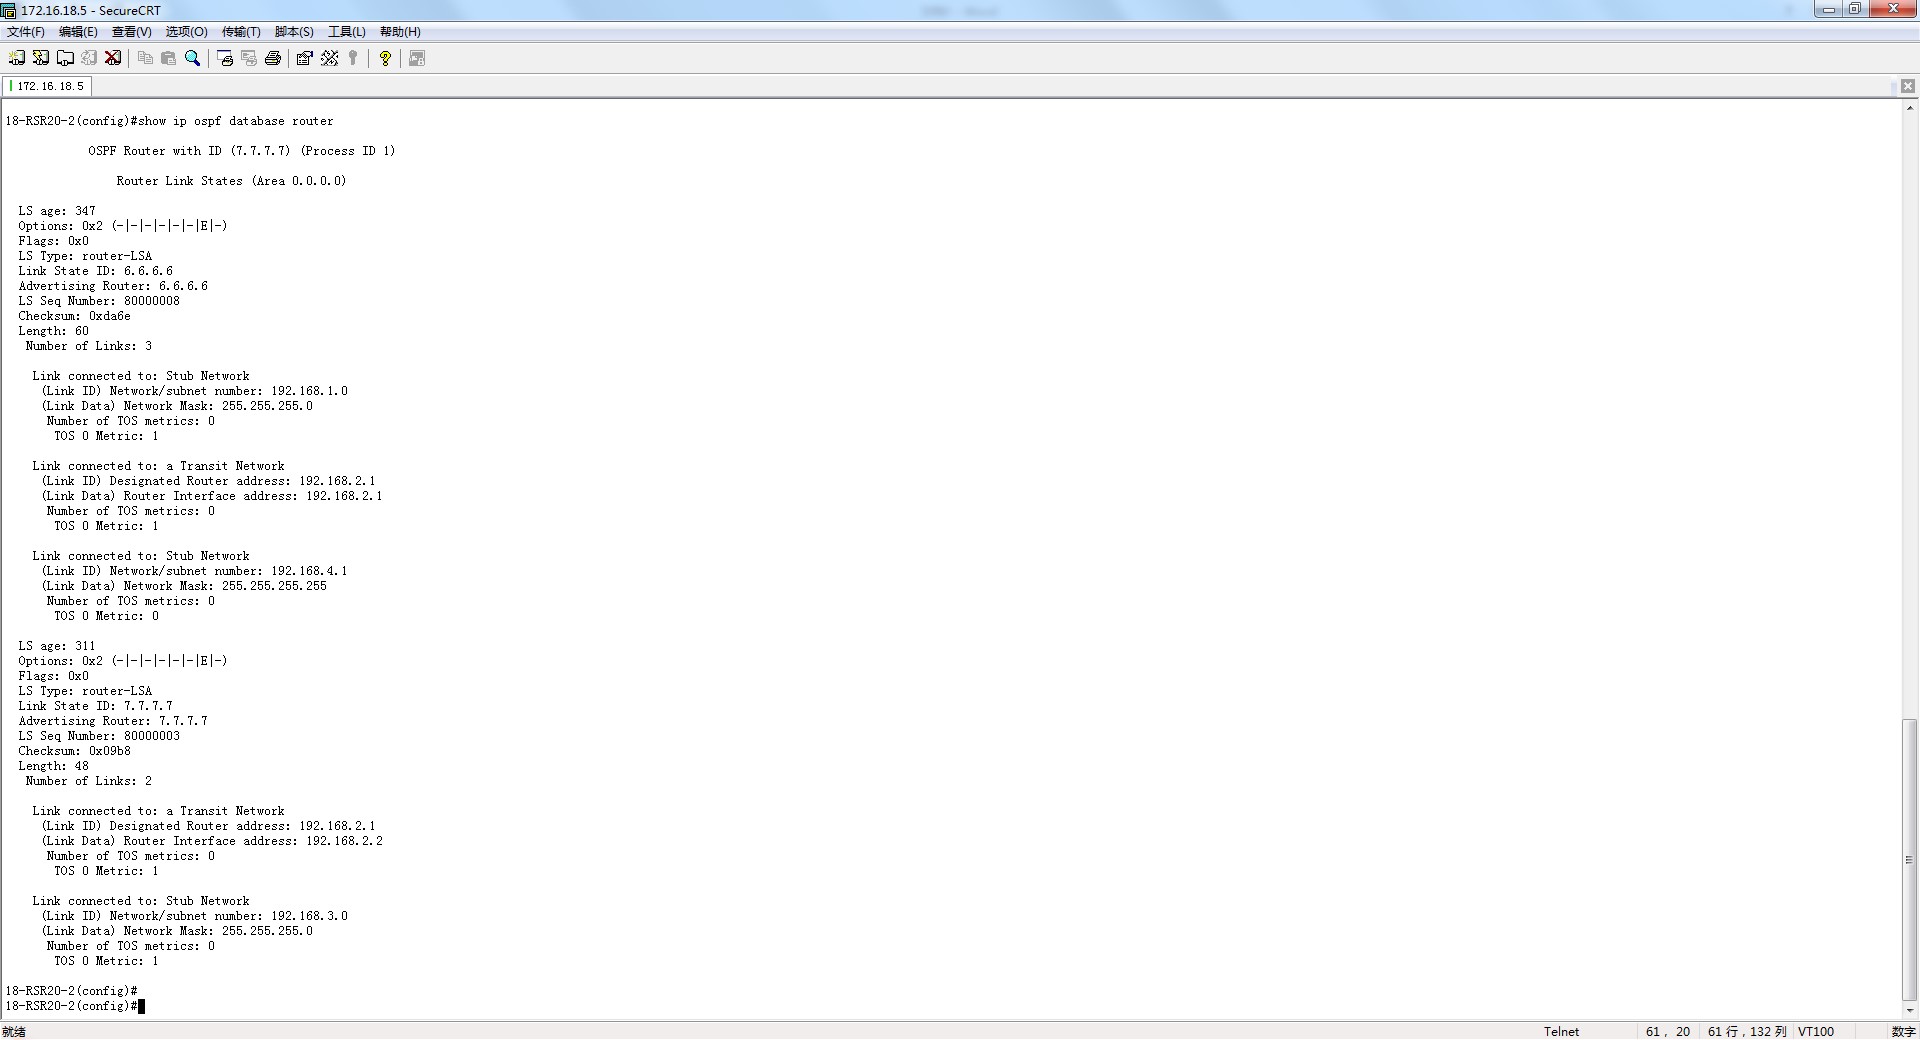 172.16.18.5 - SecureCRT
文件(F) 编辑(E) 查看(V) 选项(O) 传输(T) 脚本(S) 工具(L) 帮助(H)
172.16.18.5
18-RSR20-2(config)#show ip ospf database router
OSPF Router with ID (7.7.7.7) (Process ID 1)
Router Link States (Area 0.0.0.0)
LS age: 347
Options: 0x2 (-|-|-|-|-|-|E|-)
Flags: 0x0
LS Type: router-LSA
Link State ID: 6.6.6.6
Advertising Router: 6.6.6.6
LS Seq Number: 80000008
Checksum: 0xda6e
Length: 60
Number of Links: 3
Link connected to: Stub Network
(Link ID) Network/subnet number: 192.168.1.0
(Link Data) Network Mask: 255.255.255.0
Number of TOS metrics: 0
TOS 0 Metric: 1
Link connected to: a Transit Network
(Link ID) Designated Router address: 192.168.2.1
(Link Data) Router Interface address: 192.168.2.1
Number of TOS metrics: 0
TOS 0 Metric: 1
Link connected to: Stub Network
(Link ID) Network/subnet number: 192.168.4.1
(Link Data) Network Mask: 255.255.255.255
Number of TOS metrics: 0
TOS 0 Metric: 0
LS age: 311
Options: 0x2 (-|-|-|-|-|-|E|-)
Flags: 0x0
LS Type: router-LSA
Link State ID: 7.7.7.7
Advertising Router: 7.7.7.7
LS Seq Number: 80000003
Checksum: 0x09b8
Length: 48
Number of Links: 2
Link connected to: a Transit Network
(Link ID) Designated Router address: 192.168.2.1
(Link Data) Router Interface address: 192.168.2.2
Number of TOS metrics: 0
TOS 0 Metric: 1
Link connected to: Stub Network
(Link ID) Network/subnet number: 192.168.3.0
(Link Data) Network Mask: 255.255.255.0
Number of TOS metrics: 0
TOS 0 Metric: 1
18-RSR20-2(config)#
18-RSR20-2(config)#
就绪 Telnet 61， 20 61 行，132 列 VT100 数字